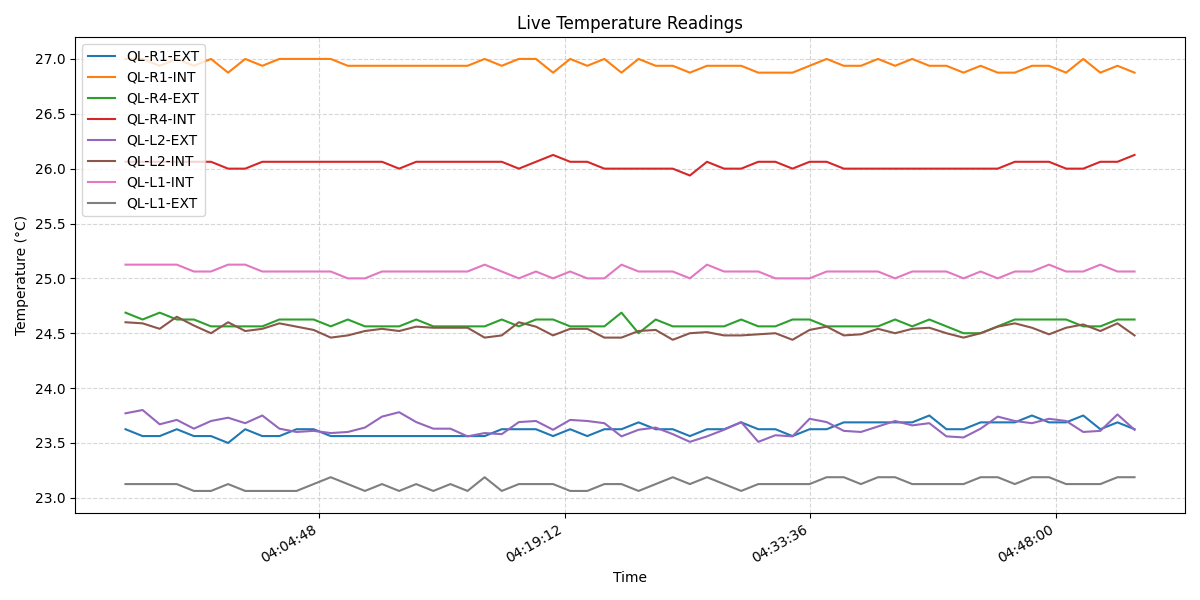 Live Temperature Readings
QL-R1-EXT
QL-R1-INT
QL-R4-EXT
QL-R4-INT
QL-L2-EXT
QL-L2-INT
QL-L1-INT
QL-L1-EXT
Temperature (°C)
27.0
26.5
26.0
25.5
25.0
24.5
24.0
23.5
23.0
04:04:48
04:19:12
04:33:36
04:48:00
Time